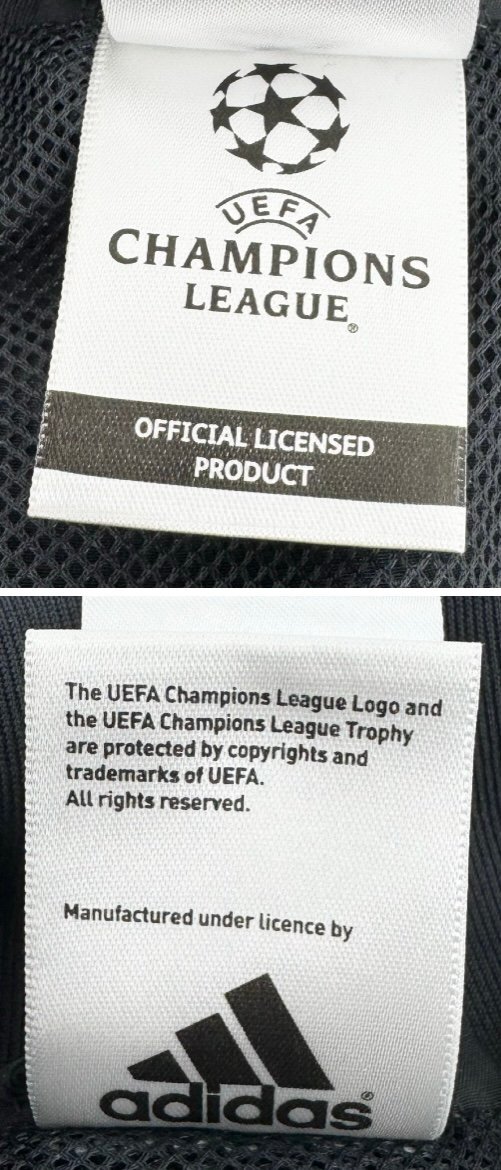 UEFA
CHAMPIONS
LEAGUE®
OFFICIAL LICENSED
PRODUCT
The UEFA Champions League Logo and
the UEFA Champions League Trophy
are protected by copyrights and
trademarks of UEFA.
All rights reserved.
Manufactured under licence by
adidas®